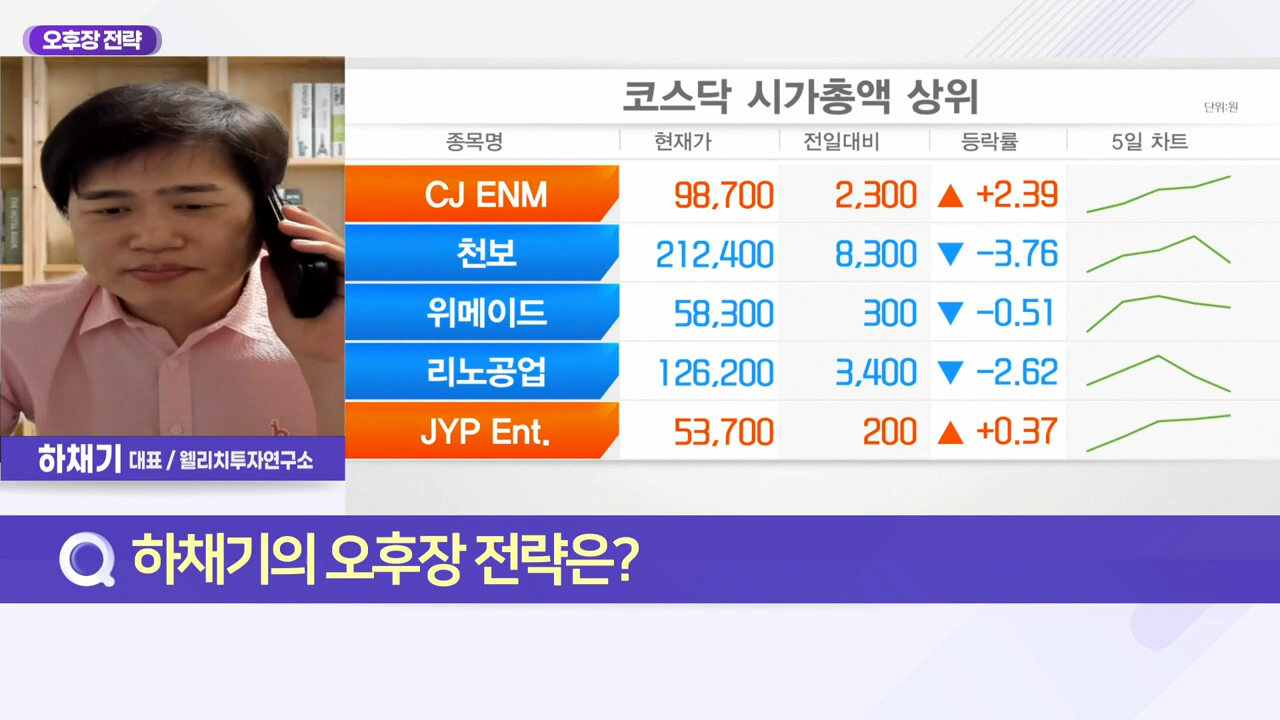 오후장 전략
코스닥 시가총액 상위
단위:원
종목명 현재가 전일대비 등락률 5일 차트
CJ ENM 98,700 2,300 ▲ +2.39
천보 212,400 8,300 ▼ -3.76
위메이드 58,300 300 ▼ -0.51
리노공업 126,200 3,400 ▼ -2.62
JYP Ent. 53,700 200 ▲ +0.37
하채기 대표 / 웰리치투자연구소
하채기의 오후장 전략은?